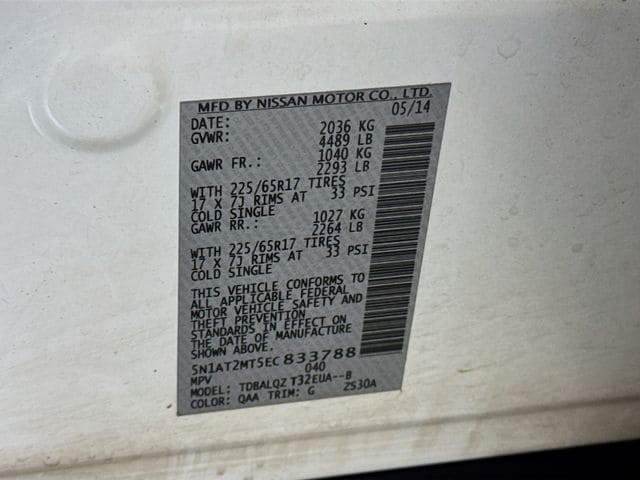 MFD BY NISSAN MOTOR CO., LTD.
DATE: 05/14
GVWR: 2036 KG
4489 LB
GAWR FR.: 1040 KG
2293 LB
WITH 225/65R17 TIRES
17 X 7J RIMS AT 33 PSI
COLD SINGLE
GAWR RR.: 1027 KG
2264 LB
WITH 225/65R17 TIRES
17 X 7J RIMS AT 33 PSI
COLD SINGLE
THIS VEHICLE CONFORMS TO
ALL APPLICABLE FEDERAL
MOTOR VEHICLE SAFETY AND
THEFT PREVENTION
STANDARDS IN EFFECT ON
THE DATE OF MANUFACTURE
SHOWN ABOVE.
5N1AT2MT5EC833788
MPV 040
MODEL: TDBALQZ T32EUA--B
COLOR: QAA TRIM: G ZS30A